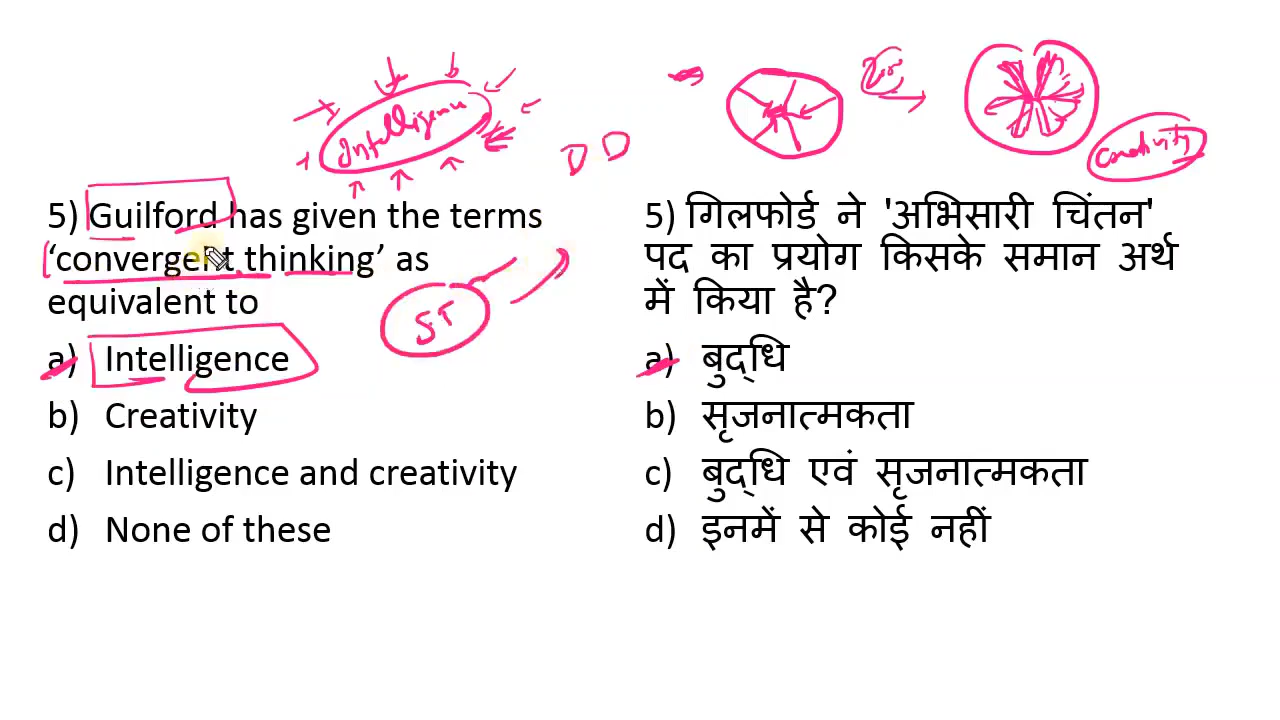 Intelligence
creativity
5) Guilford has given the terms
‘convergent thinking’ as
equivalent to
a) Intelligence
b) Creativity
c) Intelligence and creativity
d) None of these
5) गिलफोर्ड ने 'अभिसारी चिंतन'
पद का प्रयोग किसके समान अर्थ
में किया है?
a) बुद्धि
b) सृजनात्मकता
c) बुद्धि एवं सृजनात्मकता
d) इनमें से कोई नहीं